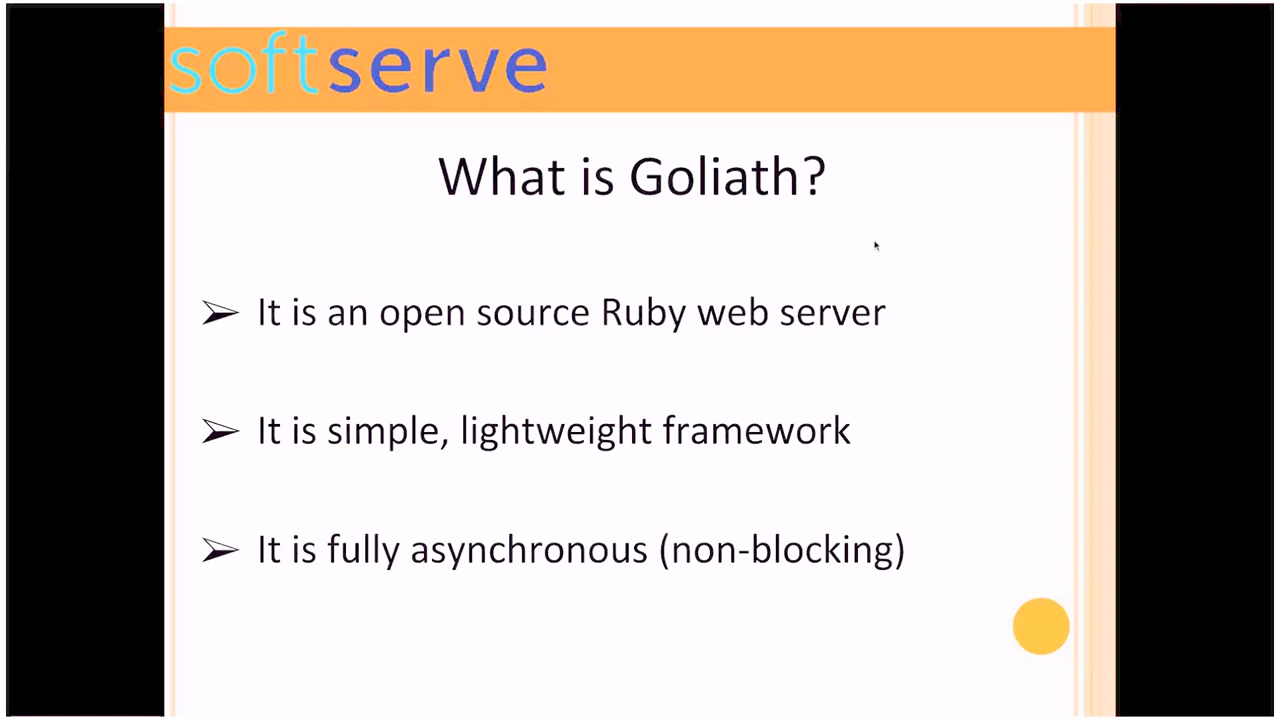 softserve
What is Goliath?
➢ It is an open source Ruby web server
➢ It is simple, lightweight framework
➢ It is fully asynchronous (non-blocking)